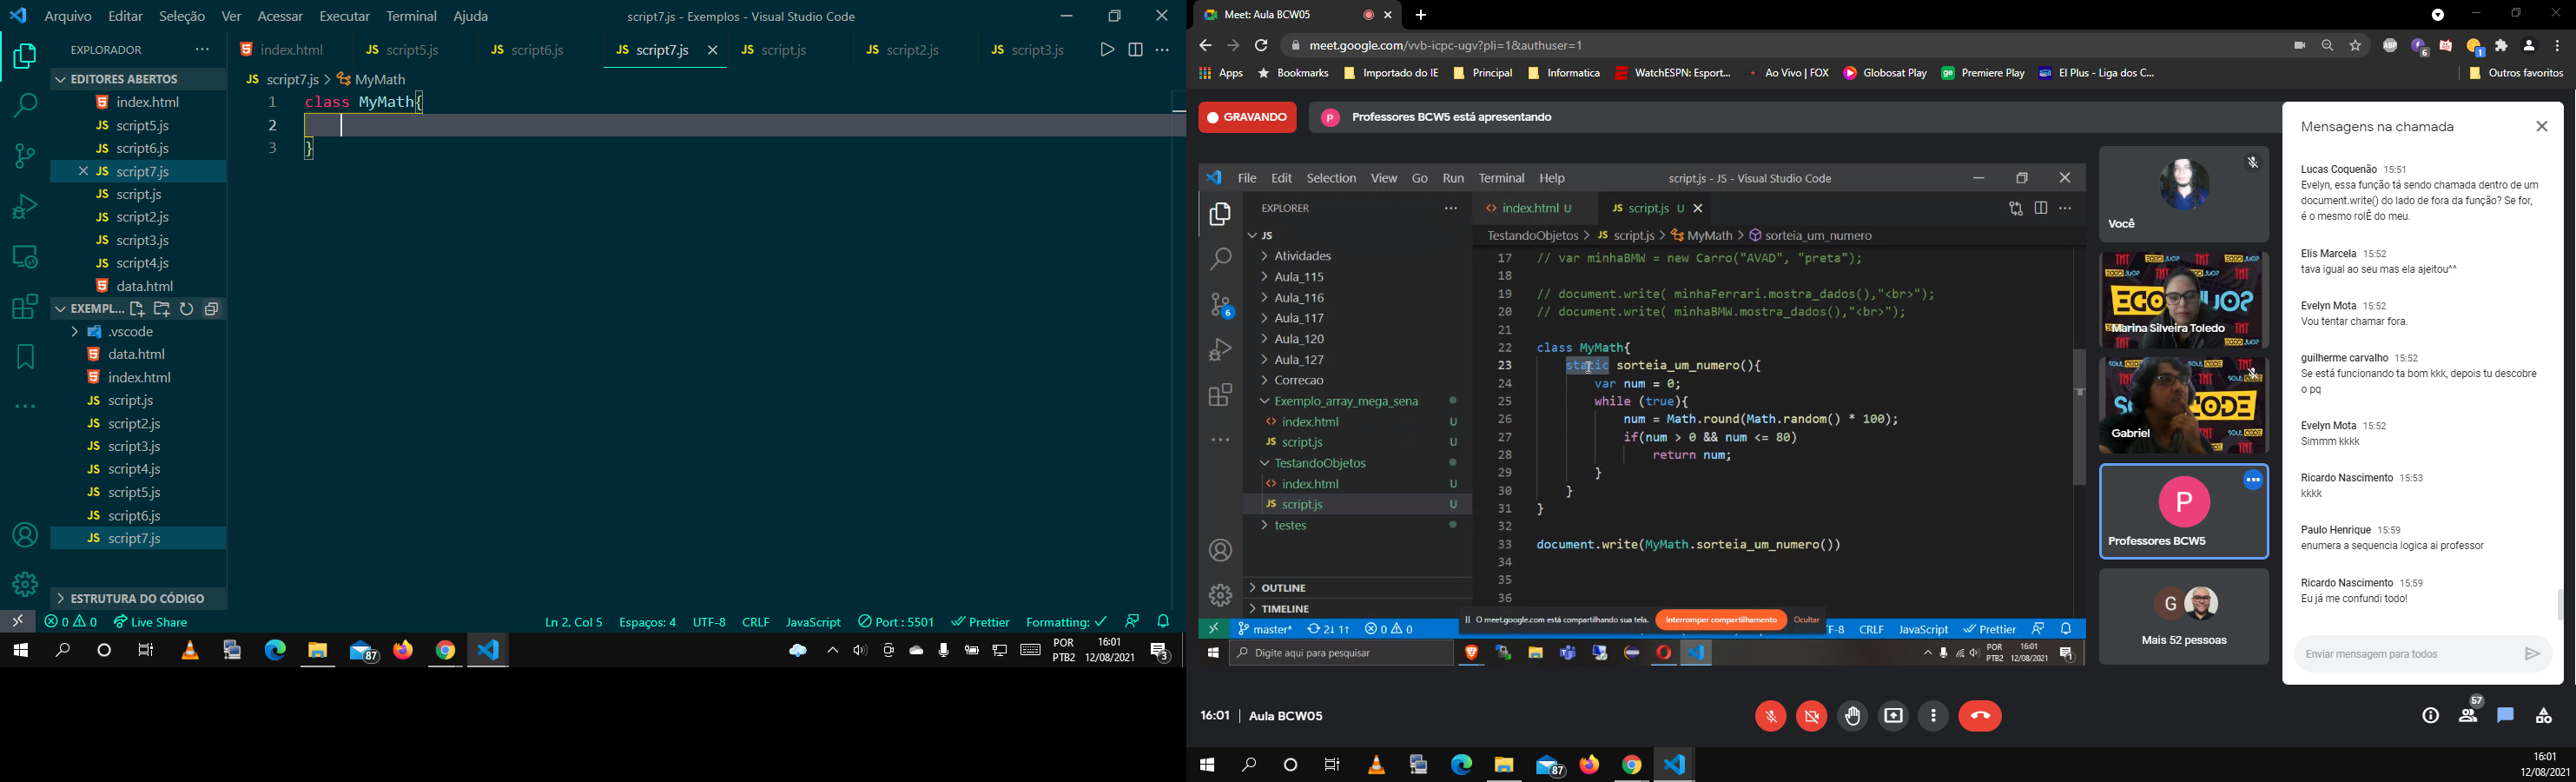 Arquivo Editar Seleção Ver Acessar Executar Terminal Ajuda
script7.js - Exemplos - Visual Studio Code
EXPLORADOR
EDITORES ABERTOS
index.html
script5.js
script6.js
script7.js
script.js
script2.js
script3.js
script4.js
data.html
EXEMPL...
.vscode
data.html
index.html
script.js
script2.js
script3.js
script4.js
script5.js
script6.js
script7.js
ESTRUTURA DO CÓDIGO
index.html JS script5.js JS script6.js JS script7.js JS script.js JS script2.js JS script3.js
JS script7.js > MyMath
1 class MyMath{
2
3 }
0 0 Live Share Ln 2, Col 5 Espaços: 4 UTF-8 CRLF JavaScript Port : 5501 Prettier Formatting:
87 POR PTB2 16:01 12/08/2021 3
Meet: Aula BCW05
meet.google.com/vvb-icpc-ugv?pli=1&authuser=1
Apps Bookmarks Importado do IE Principal Informatica WatchESPN: Esport... Ao Vivo | FOX Globosat Play Premiere Play EI Plus - Liga dos C... Outros favoritos
GRAVANDO
P Professores BCW5 está apresentando
File Edit Selection View Go Run Terminal Help
script.js - JS - Visual Studio Code
EXPLORER
JS
Atividades
Aula_115
Aula_116
Aula_117
Aula_120
Aula_127
Correcao
Exemplo_array_mega_sena
index.html U
script.js U
TestandoObjetos
index.html U
script.js U
testes
OUTLINE
TIMELINE
index.html U JS script.js U
TestandoObjetos > JS script.js > MyMath > sorteia_um_numero
17 // var minhaBMW = new Carro("AVAD", "preta");
18
19 // document.write( minhaFerrari.mostra_dados(),"<br>");
20 // document.write( minhaBMW.mostra_dados(),"<br>");
21
22 class MyMath{
23 static sorteia_um_numero(){
24 var num = 0;
25 while (true){
26 num = Math.round(Math.random() * 100);
27 if(num > 0 && num <= 80)
28 return num;
29 }
30 }
31 }
32
33 document.write(MyMath.sorteia_um_numero())
34
35
36
O meet.google.com está compartilhando sua tela. Interromper compartilhamento Ocultar
master* 2↓ 1↑ 0 0 CRLF JavaScript Prettier
Digite aqui para pesquisar
POR PTB2 16:01 12/08/2021 1
Você
Marina Silveira Toledo
Gabriel
P
Professores BCW5
G
Mais 52 pessoas
Mensagens na chamada
Lucas Coquenão 15:51
Evelyn, essa função tá sendo chamada dentro de um
document.write() do lado de fora da função? Se for,
é o mesmo rolÊ do meu.
Elis Marcela 15:52
tava igual ao seu mas ela ajeitou^^
Evelyn Mota 15:52
Vou tentar chamar fora.
guilherme carvalho 15:52
Se está funcionando ta bom kkk, depois tu descobre
o pq
Evelyn Mota 15:52
Simmm kkkk
Ricardo Nascimento 15:53
kkkk
Paulo Henrique 15:59
enumera a sequencia logica ai professor
Ricardo Nascimento 15:59
Eu já me confundi todo!
Enviar mensagem para todos
16:01 | Aula BCW05
57
87
16:01
12/08/2021